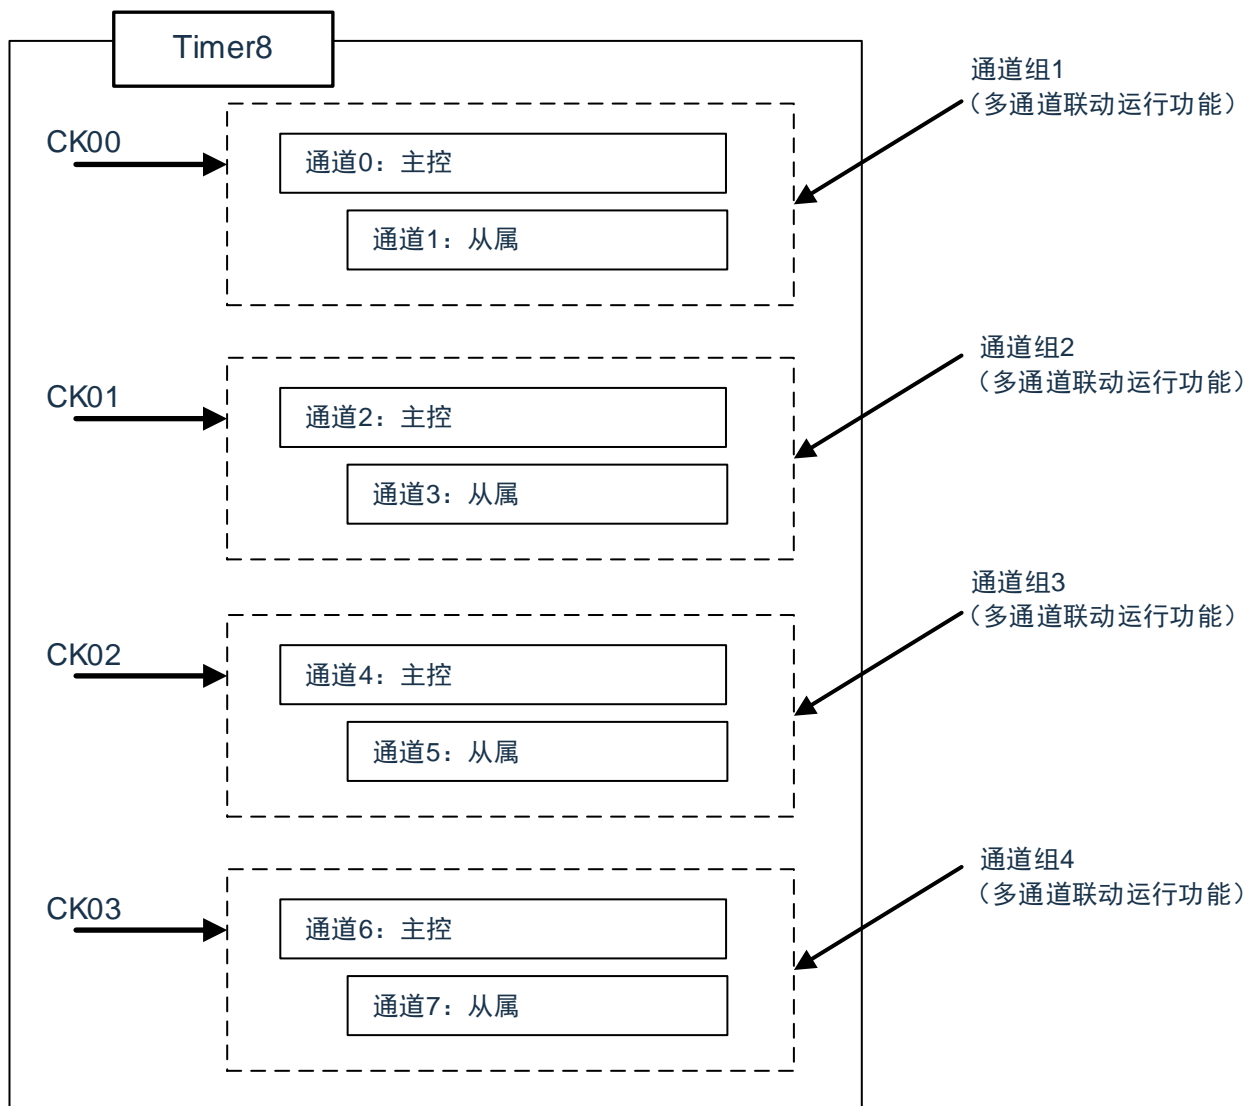 Timer8
通道组1
（多通道联动运行功能）
CK00
通道0：主控
通道1：从属
通道组2
（多通道联动运行功能）
CK01
通道2：主控
通道3：从属
通道组3
（多通道联动运行功能）
CK02
通道4：主控
通道5：从属
通道组4
（多通道联动运行功能）
CK03
通道6：主控
通道7：从属